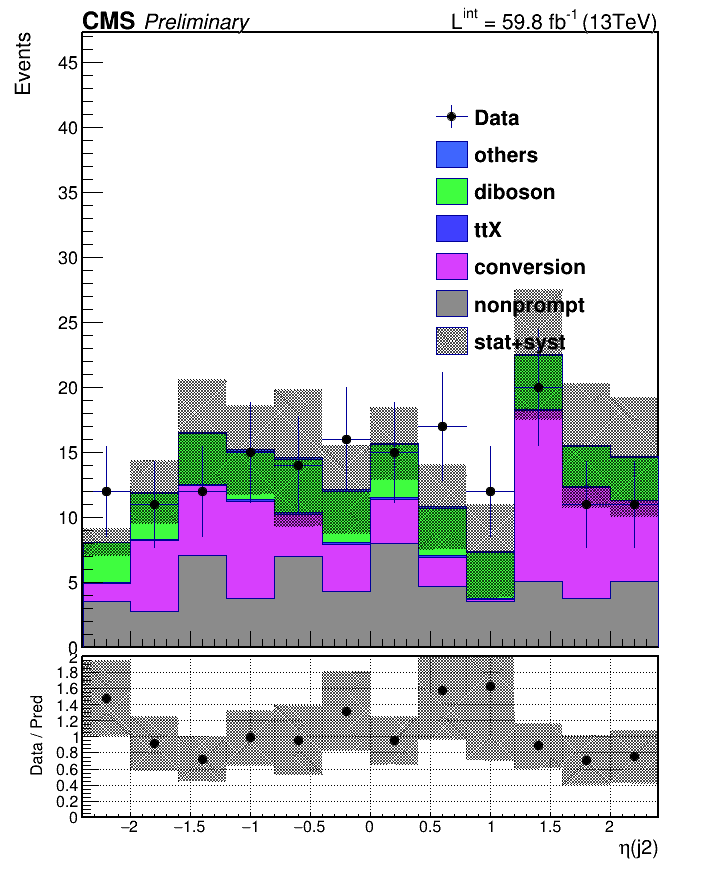 CMS Preliminary L^int = 59.8 fb^-1 (13TeV)
Events
45
40
35
30
25
20
15
10
5
0
Data
others
diboson
ttX
conversion
nonprompt
stat+syst
Data / Pred
2
1.8
1.6
1.4
1.2
1
0.8
0.6
0.4
0.2
0
−2 −1.5 −1 −0.5 0 0.5 1 1.5 2
η(j2)